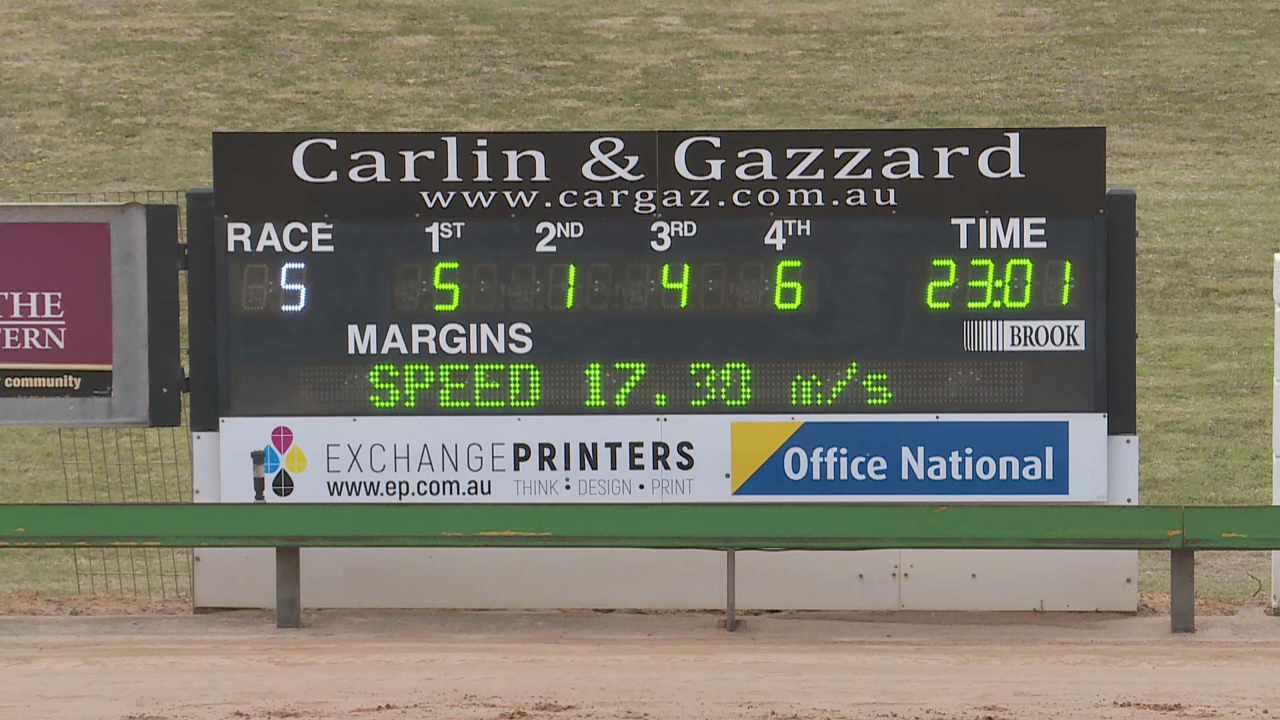 Carlin & Gazzard
www.cargaz.com.au
RACE 1ST 2ND 3RD 4TH TIME
5 5 1 4 6 23:01
MARGINS
BROOK
SPEED 17.30 m/s
EXCHANGEPRINTERS
www.ep.com.au THINK • DESIGN • PRINT
Office National
THE
community